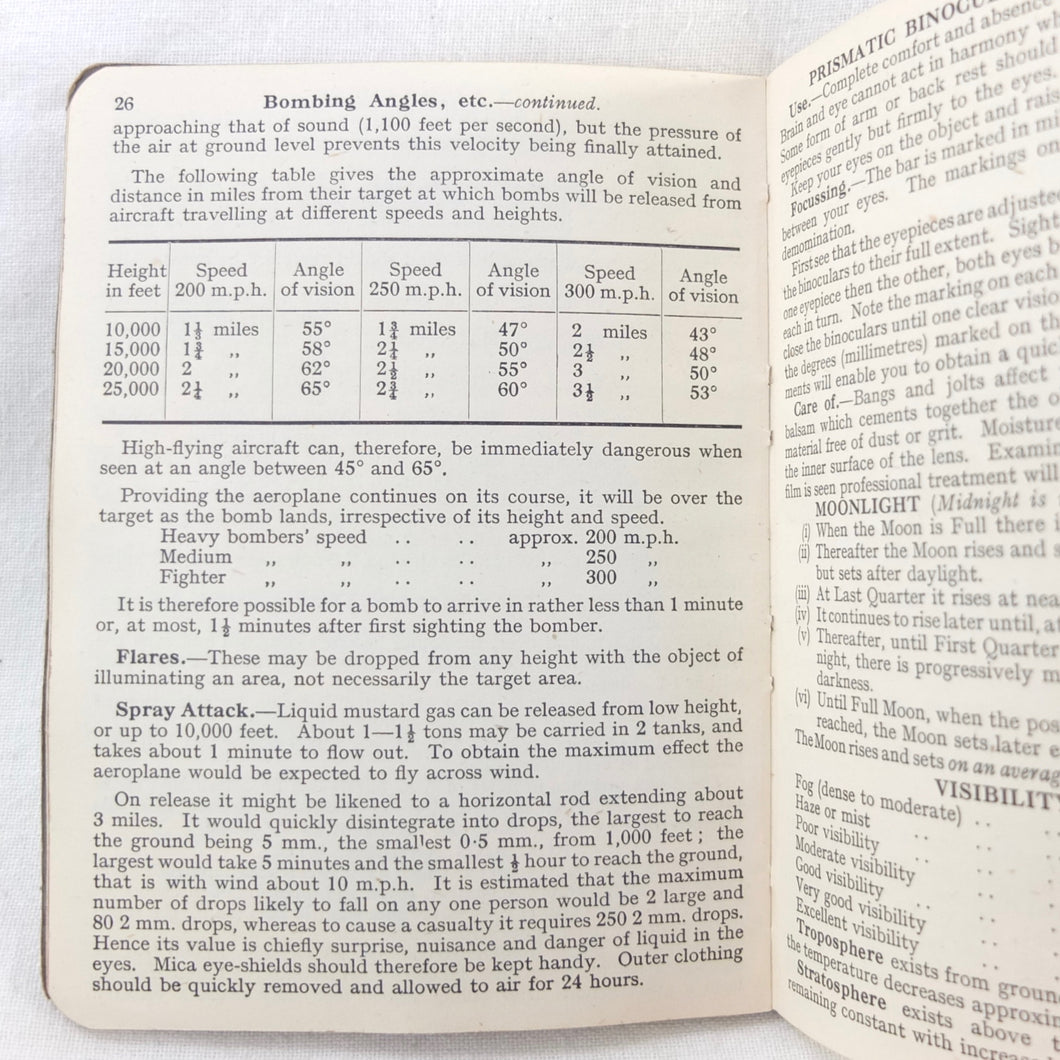 26 Bombing Angles, etc.—continued.
approaching that of sound (1,100 feet per second), but the pressure of
the air at ground level prevents this velocity being finally attained.
The following table gives the approximate angle of vision and
distance in miles from their target at which bombs will be released from
aircraft travelling at different speeds and heights.
Height in feet | Speed 200 m.p.h. | Angle of vision | Speed 250 m.p.h. | Angle of vision | Speed 300 m.p.h. | Angle of vision
10,000 | 1⅓ miles | 55° | 1¾ miles | 47° | 2 miles | 43°
15,000 | 1¾ ,, | 58° | 2¼ ,, | 50° | 2½ ,, | 48°
20,000 | 2 ,, | 62° | 2½ ,, | 55° | 3 ,, | 50°
25,000 | 2¼ ,, | 65° | 2¾ ,, | 60° | 3½ ,, | 53°
High-flying aircraft can, therefore, be immediately dangerous when
seen at an angle between 45° and 65°.
Providing the aeroplane continues on its course, it will be over the
target as the bomb lands, irrespective of its height and speed.
Heavy bombers' speed .. .. approx. 200 m.p.h.
Medium ,, ,, .. .. ,, 250 ,,
Fighter ,, ,, .. .. ,, 300 ,,
It is therefore possible for a bomb to arrive in rather less than 1 minute
or, at most, 1½ minutes after first sighting the bomber.
Flares.—These may be dropped from any height with the object of
illuminating an area, not necessarily the target area.
Spray Attack.—Liquid mustard gas can be released from low height,
or up to 10,000 feet. About 1—1½ tons may be carried in 2 tanks, and
takes about 1 minute to flow out. To obtain the maximum effect the
aeroplane would be expected to fly across wind.
On release it might be likened to a horizontal rod extending about
3 miles. It would quickly disintegrate into drops, the largest to reach
the ground being 5 mm., the smallest 0·5 mm., from 1,000 feet; the
largest would take 5 minutes and the smallest ½ hour to reach the ground,
that is with wind about 10 m.p.h. It is estimated that the maximum
number of drops likely to fall on any one person would be 2 large and
80 2 mm. drops, whereas to cause a casualty it requires 250 2 mm. drops.
Hence its value is chiefly surprise, nuisance and danger of liquid in the
eyes. Mica eye-shields should therefore be kept handy. Outer clothing
should be quickly removed and allowed to air for 24 hours.
PRISMATIC
Use.—Complete comfort and absence
Brain and eye cannot act in harmony
Some form of arm or back rest should
eyepieces gently but firmly to the eyes.
Keep your eyes on the object and
Focussing.—The bar is marked in
between your eyes. The markings on
demomination.
First see that the eyepieces are
the binoculars to their full extent.
one eyepiece then the other, both eyes
each in turn. Note the marking on each
close the binoculars until one clear
the degrees (millimetres) marked on
ments will enable you to obtain a
Care of.—Bangs and jolts affect
balsam which cements together the
material free of dust or grit.
the inner surface of the lens.
film is seen professional treatment will
MOONLIGHT (Midnight is
(i) When the Moon is Full there
(ii) Thereafter the Moon rises and
but sets after daylight.
(iii) At Last Quarter it rises at
(iv) It continues to rise later until,
(v) Thereafter, until First Quarter
night, there is progressively
darkness.
(vi) Until Full Moon, when the
reached, the Moon sets later
The Moon rises and sets on an
VISIBILITY
Fog (dense to moderate) ..
Haze or mist ..
Poor visibility ..
Moderate visibility ..
Good visibility ..
Very good visibility
Excellent visibility ..
Troposphere exists from
the temperature decreases
Stratosphere exists above
remaining constant with